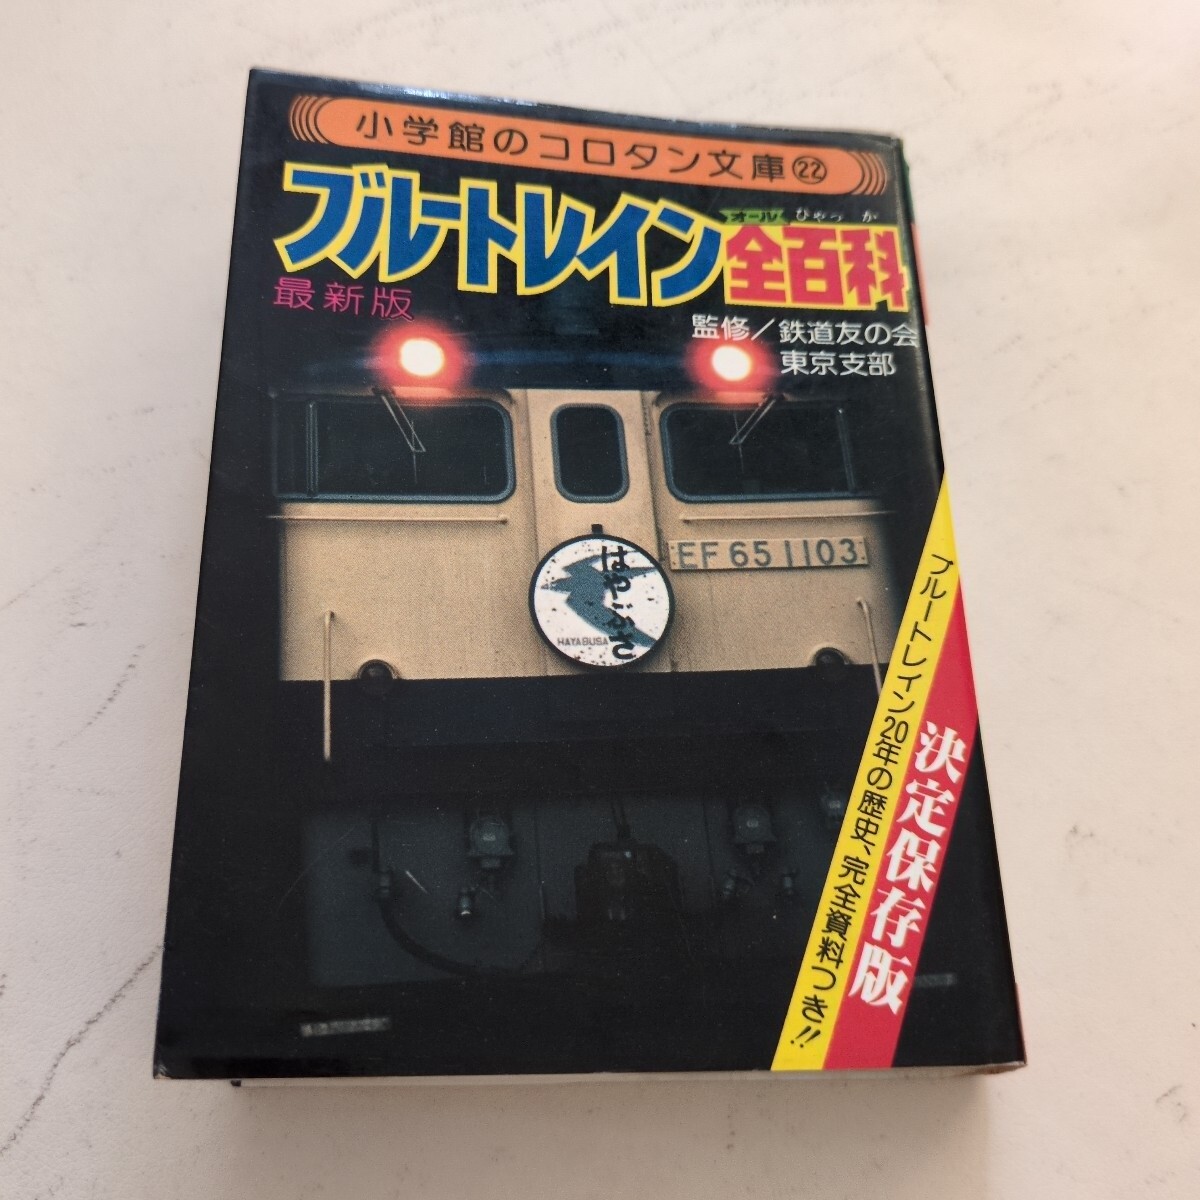 小学館のコロタン文庫㉒
オール ひゃっか
ブルートレイン全百科
最新版
監修/鉄道友の会
東京支部
EF65 1103
はやぶさ
HAYABUSA
ブルートレイン20年の歴史、完全資料つき!!
決定保存版